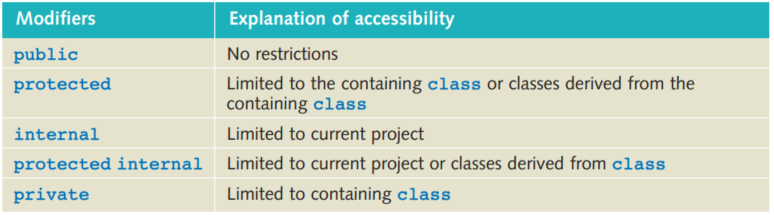 Modifiers Explanation of accessibility
public No restrictions
protected Limited to the containing class or classes derived from the
containing class
internal Limited to current project
protected internal Limited to current project or classes derived from class
private Limited to containing class